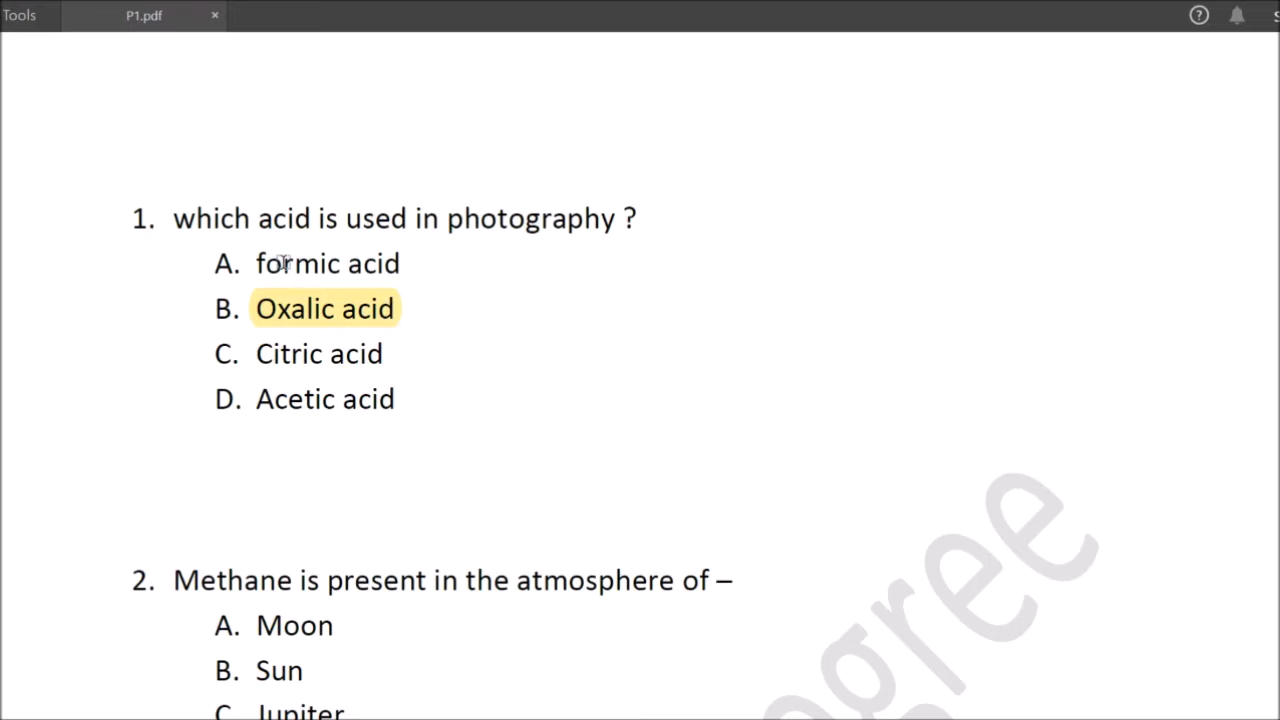 Tools P1.pdf × ?
1. which acid is used in photography ?
A. formic acid
B. Oxalic acid
C. Citric acid
D. Acetic acid
2. Methane is present in the atmosphere of –
A. Moon
B. Sun
C. Jupiter
gree